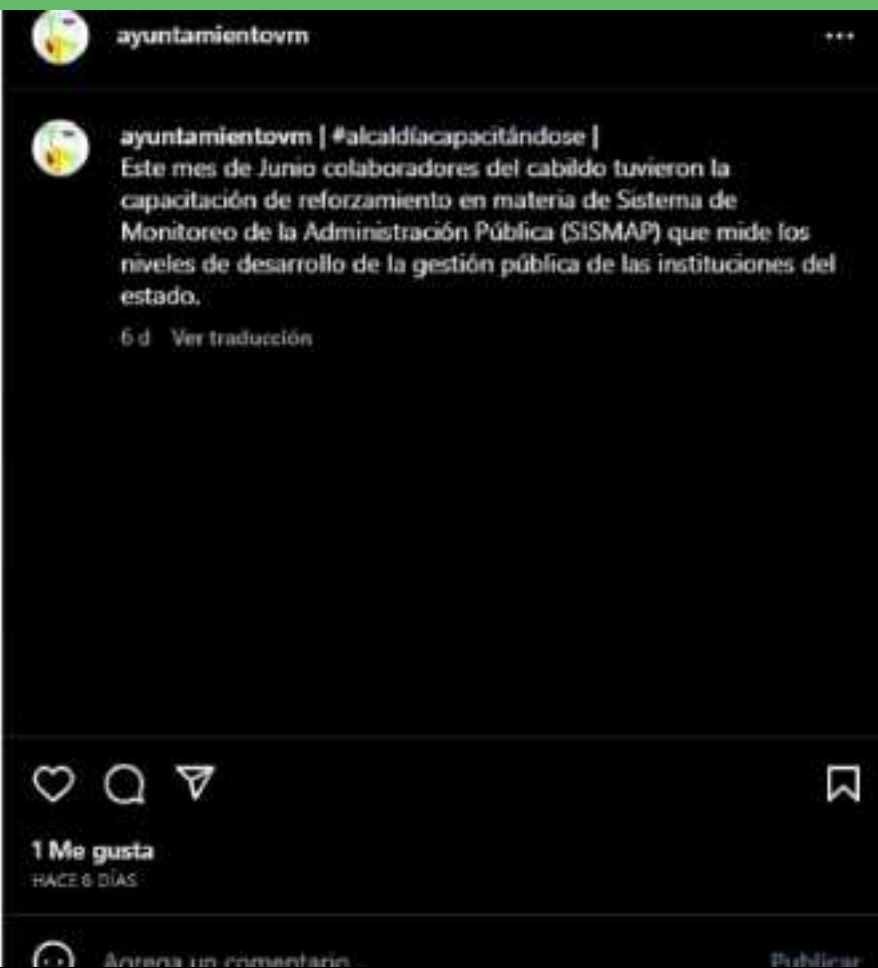 ayuntamientovm
ayuntamientovm | #alcaldíacapacitándose |
Este mes de Junio colaboradores del cabildo tuvieron la
capacitación de reforzamiento en materia de Sistema de
Monitoreo de la Administración Pública (SISMAP) que mide los
niveles de desarrollo de la gestión pública de las instituciones del
estado.
6 d Ver traducción
1 Me gusta
HACE 6 DÍAS
Agrega un comentario...
Publicar